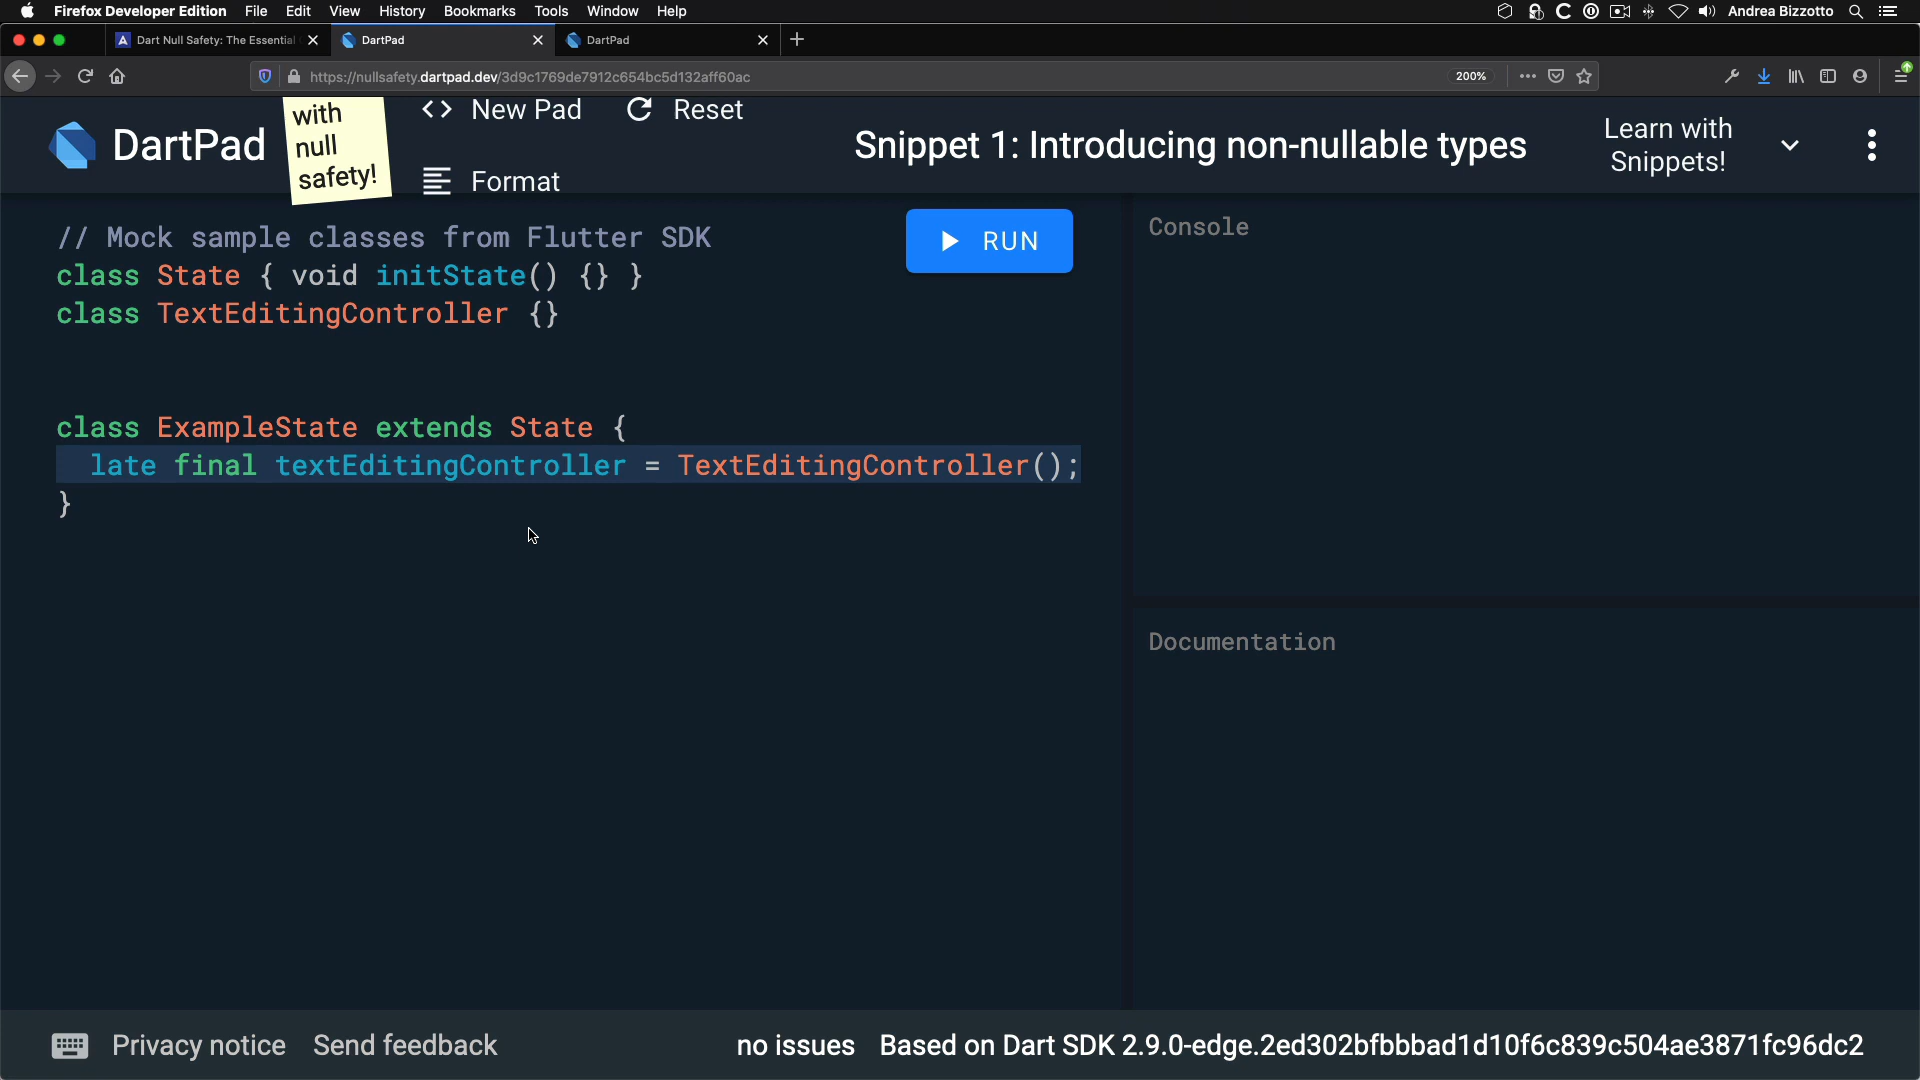 Firefox Developer Edition File Edit View History Bookmarks Tools Window Help Andrea Bizzotto
Dart Null Safety: The Essential DartPad DartPad
https://nullsafety.dartpad.dev/3d9c1769de7912c654bc5d132aff60ac 200%
DartPad
with
null
safety!
<> New Pad Reset
Format
Snippet 1: Introducing non-nullable types
Learn with
Snippets!
// Mock sample classes from Flutter SDK
class State { void initState() {} }
class TextEditingController {}
class ExampleState extends State {
  late final textEditingController = TextEditingController();
}
RUN
Console
Documentation
Privacy notice Send feedback no issues Based on Dart SDK 2.9.0-edge.2ed302bfbbbad1d10f6c839c504ae3871fc96dc2